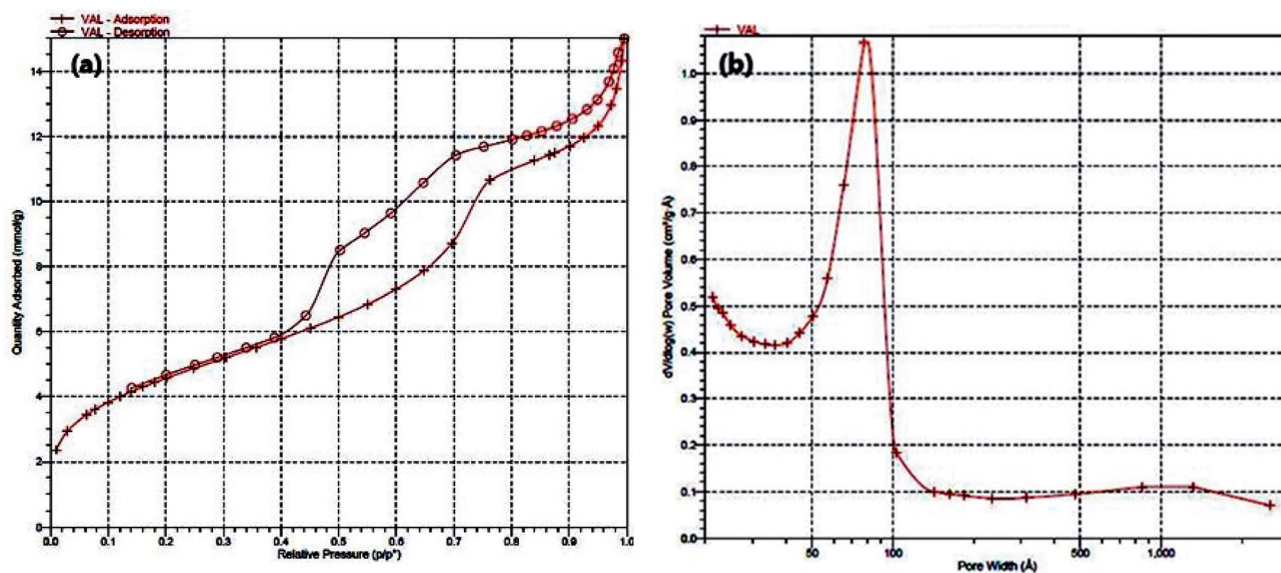 VAL - Adsorption
VAL - Desorption
(a)
Quantity Adsorbed (mmol/g)
14
12
10
8
6
4
2
0
0.0 0.1 0.2 0.3 0.4 0.5 0.6 0.7 0.8 0.9 1.0
Relative Pressure (p/p°)
VAL
(b)
dV/dlog(w) Pore Volume (cm³/g·Å)
1.0
0.9
0.8
0.7
0.6
0.5
0.4
0.3
0.2
0.1
0.0
50 100 500 1,000
Pore Width (Å)